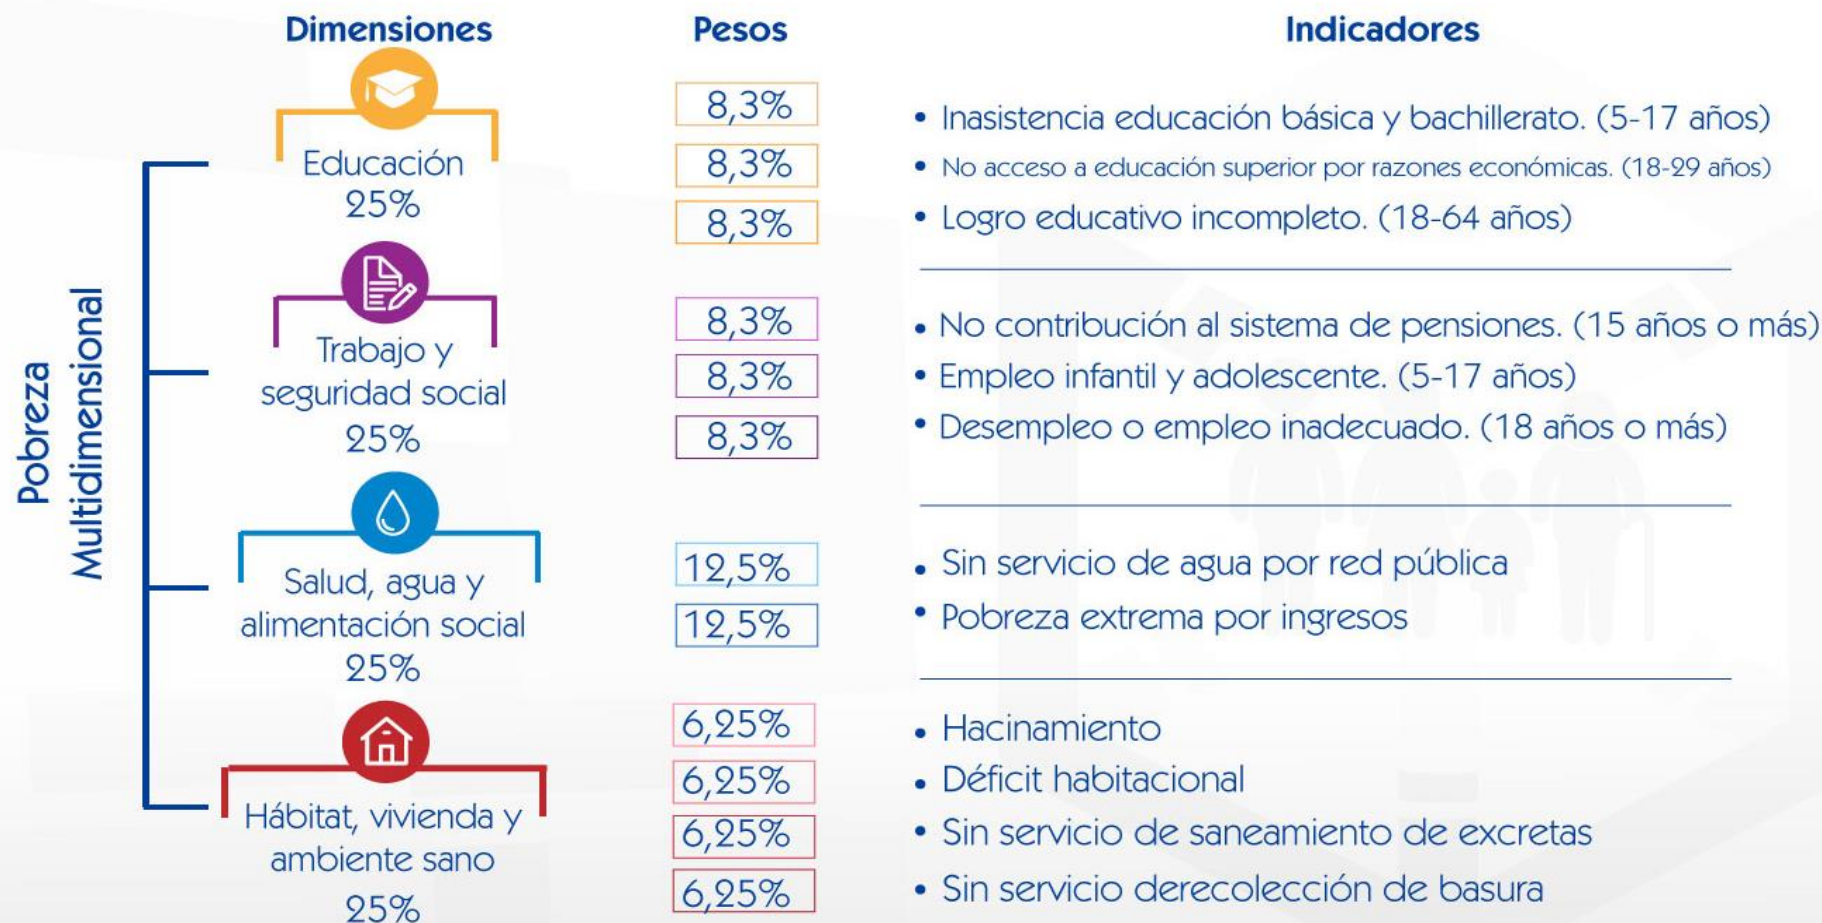 Dimensiones
Pesos
Indicadores
Pobreza
Multidimensional
Educación
25%
8,3%
8,3%
8,3%
• Inasistencia educación básica y bachillerato. (5-17 años)
• No acceso a educación superior por razones económicas. (18-29 años)
• Logro educativo incompleto. (18-64 años)
Trabajo y
seguridad social
25%
8,3%
8,3%
8,3%
• No contribución al sistema de pensiones. (15 años o más)
• Empleo infantil y adolescente. (5-17 años)
• Desempleo o empleo inadecuado. (18 años o más)
Salud, agua y
alimentación social
25%
12,5%
12,5%
• Sin servicio de agua por red pública
• Pobreza extrema por ingresos
Hábitat, vivienda y
ambiente sano
25%
6,25%
6,25%
6,25%
6,25%
• Hacinamiento
• Déficit habitacional
• Sin servicio de saneamiento de excretas
• Sin servicio derecolección de basura